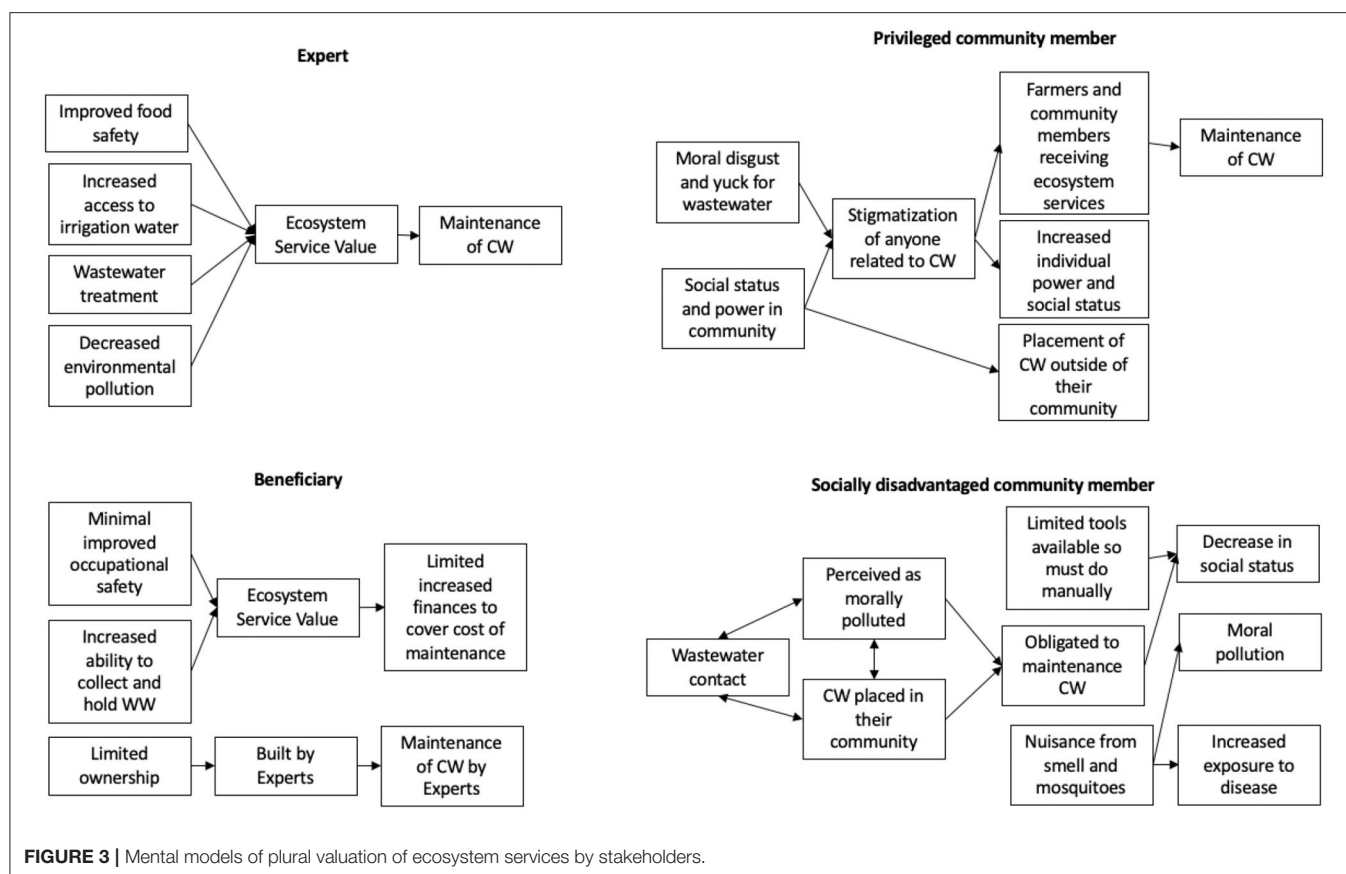 Expert
Improved food
safety
Increased
access to
irrigation water
Wastewater
treatment
Decreased
environmental
pollution
Ecosystem
Service Value
Maintenance
of CW
Privileged community member
Moral disgust
and yuck for
wastewater
Social status
and power in
community
Stigmatization
of anyone
related to CW
Farmers and
community
members
receiving
ecosystem
services
Increased
individual
power and
social status
Placement of
CW outside of
their
community
Maintenance
of CW
Beneficiary
Minimal
improved
occupational
safety
Increased
ability to
collect and
hold WW
Ecosystem
Service Value
Limited
increased
finances to
cover cost of
maintenance
Limited
ownership
Built by
Experts
Maintenance
of CW by
Experts
Socially disadvantaged community member
Wastewater
contact
Perceived as
morally
polluted
CW placed in
their
community
Limited tools
available so
must do
manually
Obligated to
maintenance
CW
Nuisance from
smell and
mosquitoes
Decrease in
social status
Moral
pollution
Increased
exposure to
disease
FIGURE 3 | Mental models of plural valuation of ecosystem services by stakeholders.